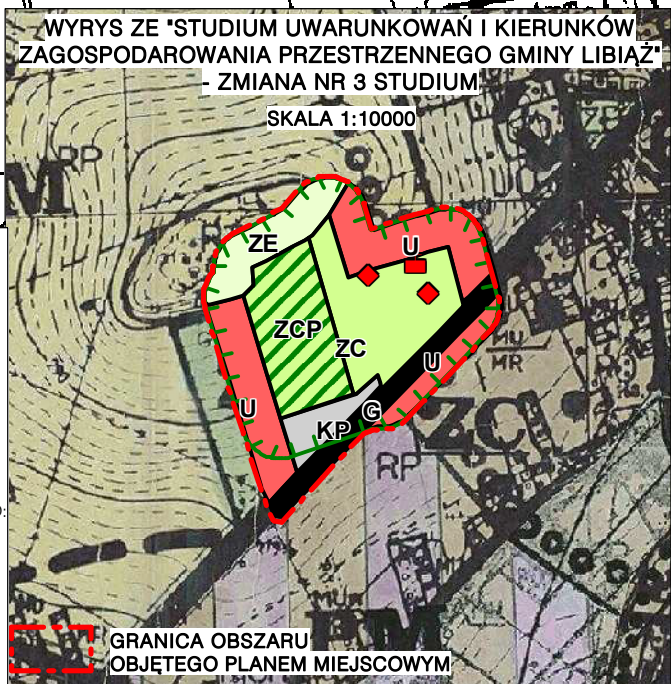 WYRYS ZE "STUDIUM UWARUNKOWAŃ I KIERUNKÓW
ZAGOSPODAROWANIA PRZESTRZENNEGO GMINY LIBIĄŻ"
- ZMIANA NR 3 STUDIUM
SKALA 1:10000
RP
M
ZE
U
ZCP
ZC
U
MU
MR
U
G
KP
ZC
RP
M
GRANICA OBSZARU
OBJĘTEGO PLANEM MIEJSCOWYM